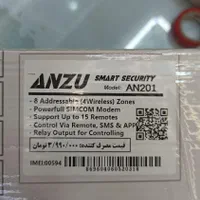 ANZU SMART SECURITY
Model: AN201
- 8 Addressable (4Wireless) Zones
- Powerfull SIMCOM Modem
- Support Up to 15 Remotes
- Control Via Remote, SMS & APP
- Relay Output for Controlling
قیمت مصرف کننده: ۳/۹۹۰/۰۰۰ تومان
IME100594